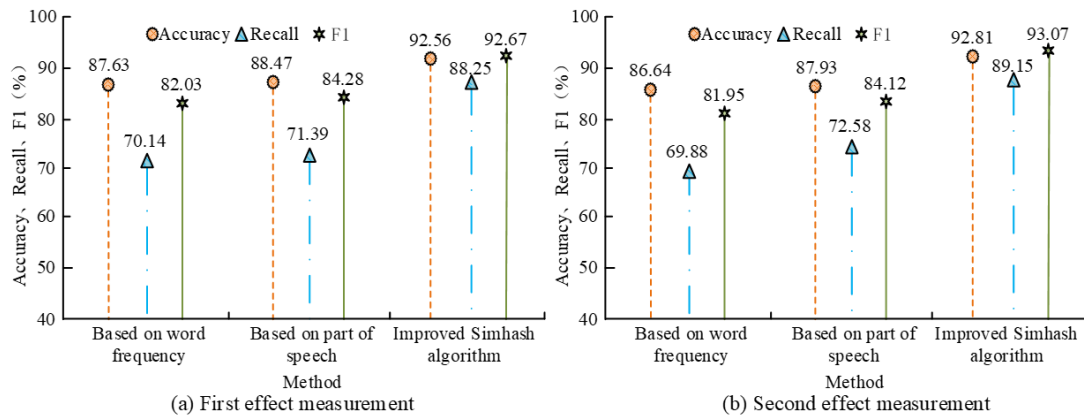 Accuracy、Recall、F1（%）
100
90
80
70
60
50
40
Accuracy Recall F1
87.63
70.14
82.03
88.47
71.39
84.28
92.56
88.25
92.67
Based on word frequency
Based on part of speech
Improved Simhash algorithm
Method
(a) First effect measurement
Accuracy、Recall、F1（%）
100
90
80
70
60
50
40
Accuracy Recall F1
86.64
69.88
81.95
87.93
72.58
84.12
92.81
89.15
93.07
Based on word frequency
Based on part of speech
Improved Simhash algorithm
Method
(b) Second effect measurement